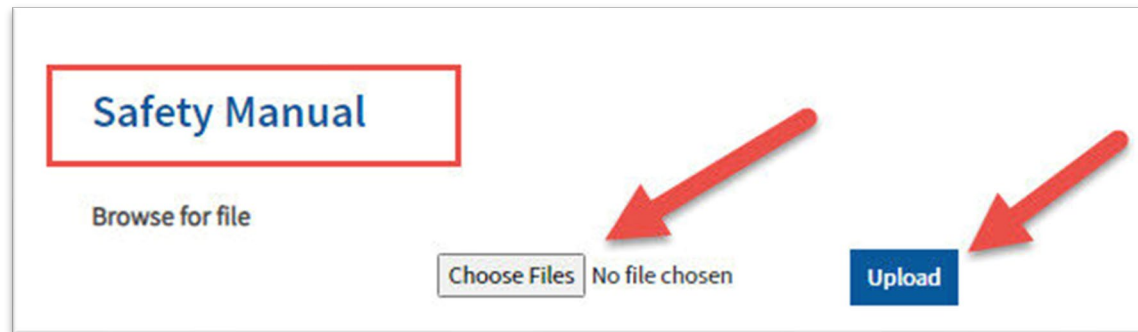 Safety Manual
Browse for file
Choose Files No file chosen
Upload